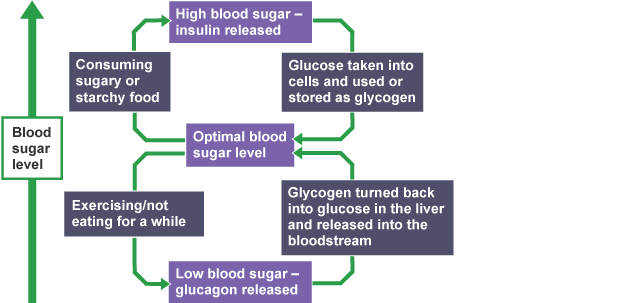 High blood sugar –
insulin released
Consuming
sugary or
starchy food
Glucose taken into
cells and used or
stored as glycogen
Blood
sugar
level
Optimal blood
sugar level
Exercising/not
eating for a while
Glycogen turned back
into glucose in the liver
and released into the
bloodstream
Low blood sugar –
glucagon released